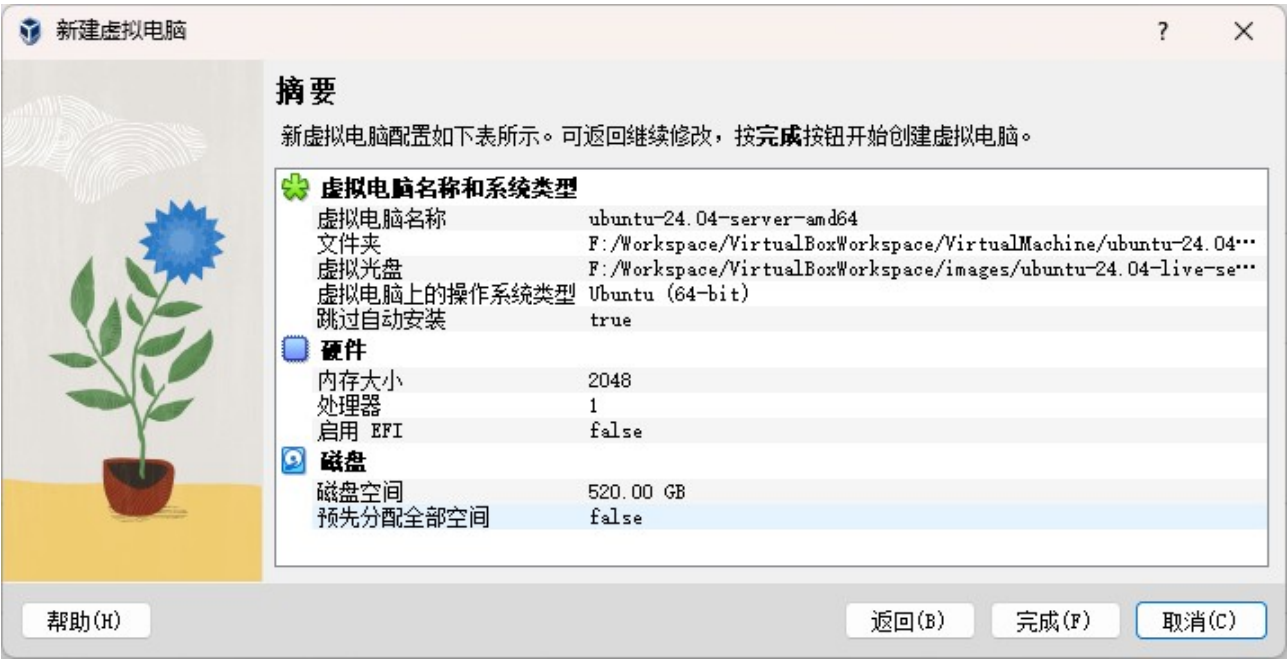 新建虚拟电脑
?
摘要
新虚拟电脑配置如下表所示。可返回继续修改，按完成按钮开始创建虚拟电脑。
虚拟电脑名称和系统类型
虚拟电脑名称 ubuntu-24.04-server-amd64
文件夹 F:/Workspace/VirtualBoxWorkspace/VirtualMachine/ubuntu-24.04…
虚拟光盘 F:/Workspace/VirtualBoxWorkspace/images/ubuntu-24.04-live-se…
虚拟电脑上的操作系统类型 Ubuntu (64-bit)
跳过自动安装 true
硬件
内存大小 2048
处理器 1
启用 EFI false
磁盘
磁盘空间 520.00 GB
预先分配全部空间 false
帮助(H) 返回(B) 完成(F) 取消(C)